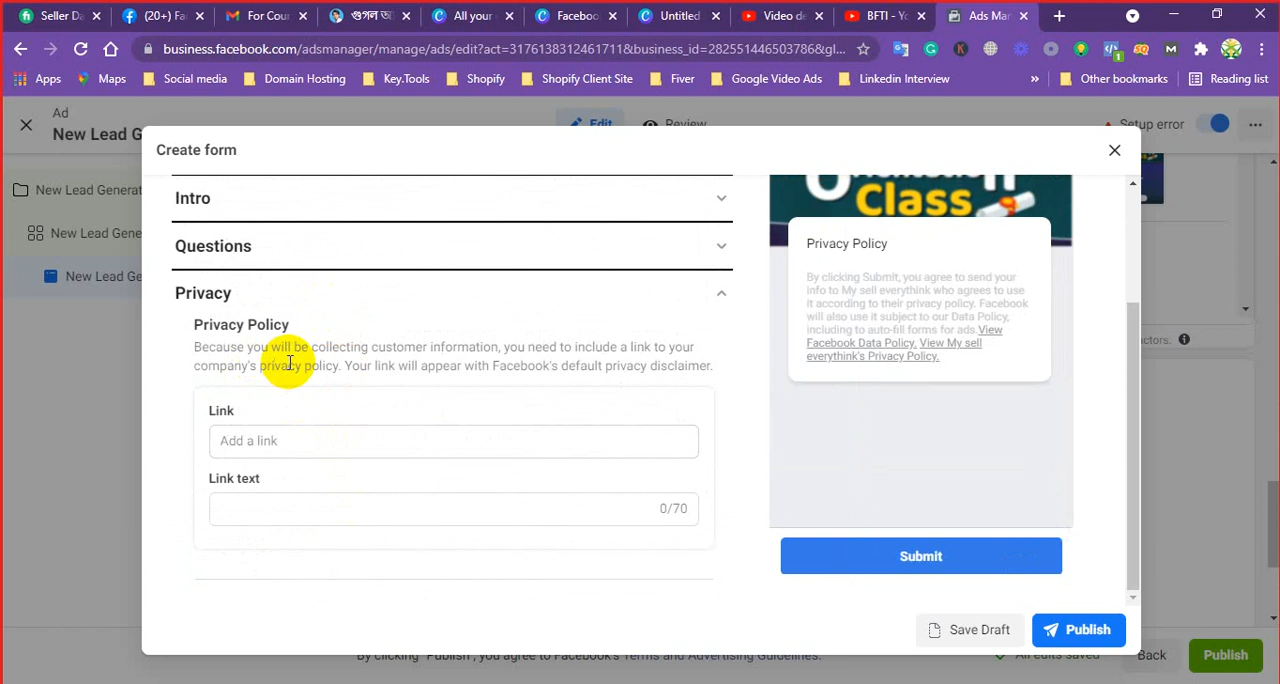 Seller Da
(20+) Fa
For Cou
গুগল অ
All your
Faceboo
Untitled
Video de
BFTI - Yo
Ads Mar
business.facebook.com/adsmanager/manage/ads/edit?act=317613831246​1711&business_id=282551446503786&gl...
Apps
Maps
Social media
Domain Hosting
Key.Tools
Shopify
Shopify Client Site
Fiver
Google Video Ads
Linkedin Interview
»
Other bookmarks
Reading list
Ad
New Lead G
Edit
Review
Setup error
New Lead Generat
New Lead Gene
New Lead Ge
Create form
Intro
Questions
Privacy
Privacy Policy
Because you will be collecting customer information, you need to include a link to your
company's privacy policy. Your link will appear with Facebook's default privacy disclaimer.
Link
Add a link
Link text
0/70
Orientation
Class
Privacy Policy
By clicking Submit, you agree to send your
info to My sell everythink who agrees to use
it according to their privacy policy. Facebook
will also use it subject to our Data Policy,
including to auto-fill forms for ads. View
Facebook Data Policy. View My sell
everythink's Privacy Policy.
Submit
actors.
Save Draft
Publish
By clicking "Publish", you agree to Facebook's Terms and Advertising Guidelines.
All edits saved
Back
Publish